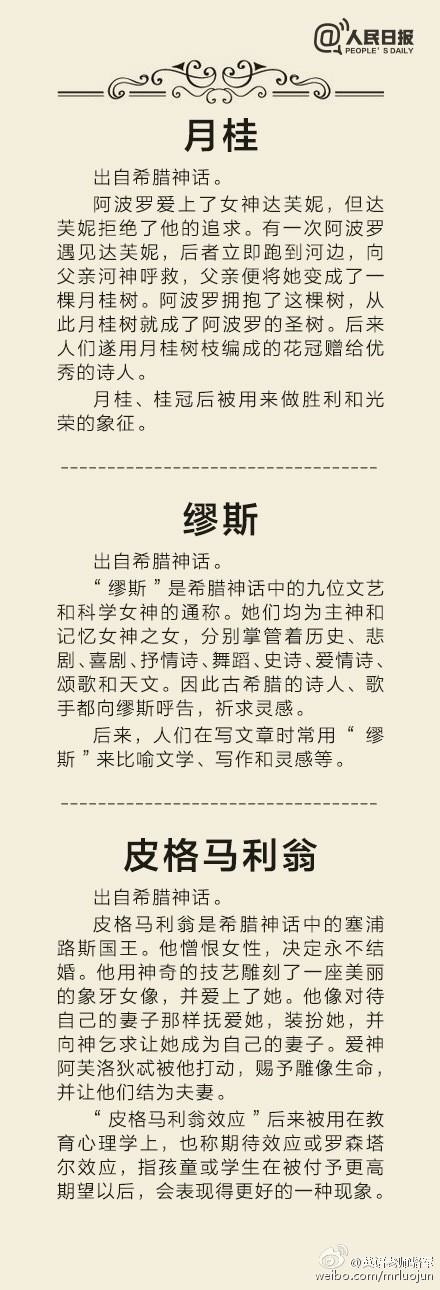 @人民日报
PEOPLE'S DAILY
月桂
出自希腊神话。
阿波罗爱上了女神达芙妮，但达
芙妮拒绝了他的追求。有一次阿波罗
遇见达芙妮，后者立即跑到河边，向
父亲河神呼救，父亲便将她变成了一
棵月桂树。阿波罗拥抱了这棵树，从
此月桂树就成了阿波罗的圣树。后来
人们遂用月桂树枝编成的花冠赠给优
秀的诗人。
月桂、桂冠后被用来做胜利和光
荣的象征。
缪斯
出自希腊神话。
“缪斯”是希腊神话中的九位文艺
和科学女神的通称。她们均为主神和
记忆女神之女，分别掌管着历史、悲
剧、喜剧、抒情诗、舞蹈、史诗、爱情诗、
颂歌和天文。因此古希腊的诗人、歌
手都向缪斯呼告，祈求灵感。
后来，人们在写文章时常用“缪
斯”来比喻文学、写作和灵感等。
皮格马利翁
出自希腊神话。
皮格马利翁是希腊神话中的塞浦
路斯国王。他憎恨女性，决定永不结
婚。他用神奇的技艺雕刻了一座美丽
的象牙女像，并爱上了她。他像对待
自己的妻子那样抚爱她，装扮她，并
向神乞求让她成为自己的妻子。爱神
阿芙洛狄忒被他打动，赐予雕像生命，
并让他们结为夫妻。
“皮格马利翁效应”后来被用在教
育心理学上，也称期待效应或罗森塔
尔效应，指孩童或学生在被付予更高
期望以后，会表现得更好的一种现象。
@英语老师骆军
weibo.com/mrluojun